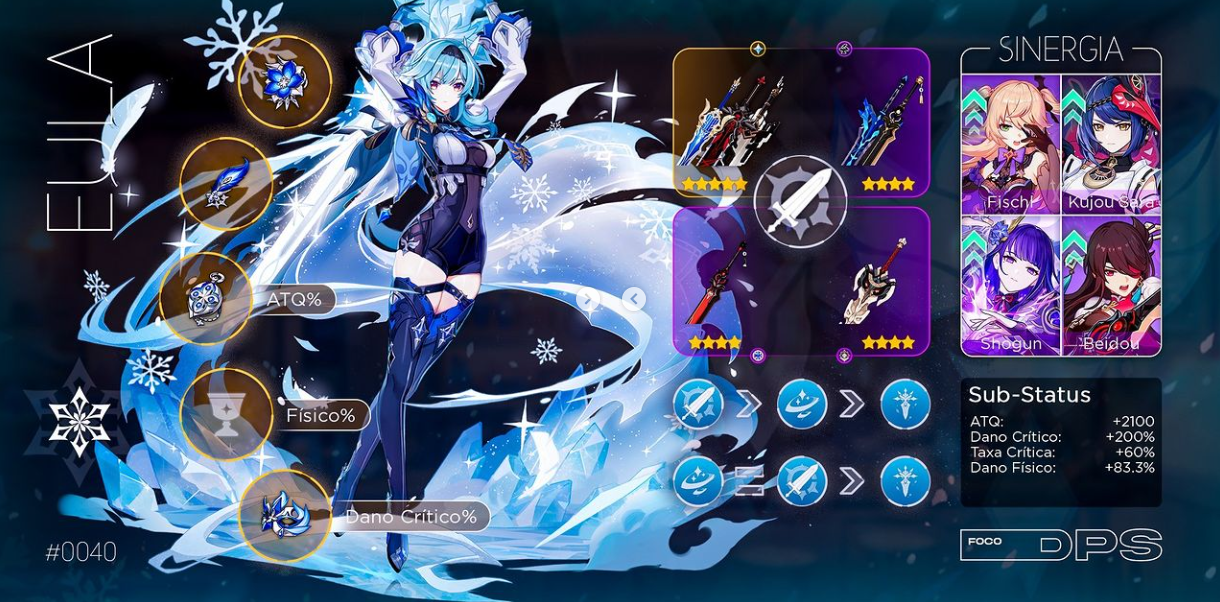 EULA
ATQ%
Físico%
Dano Crítico%
#0040
SINERGIA
Fischl
Kujou Sara
Shogun
Beidou
Sub-Status
ATQ: +2100
Dano Crítico: +200%
Taxa Crítica: +60%
Dano Físico: +83.3%
FOCO DPS